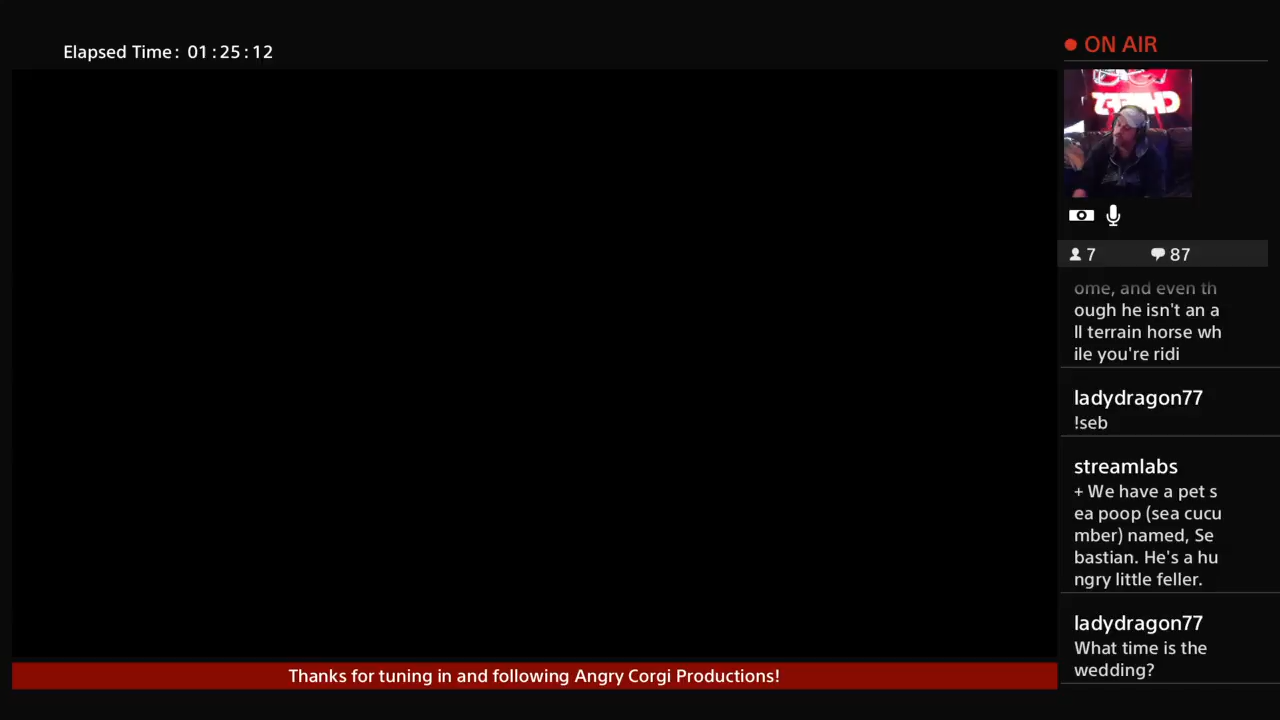 Elapsed Time: 01:25:12
ON AIR
CHEERS
7 87
ome, and even th
ough he isn't an a
ll terrain horse wh
ile you're ridi
ladydragon77
!seb
streamlabs
+ We have a pet s
ea poop (sea cucu
mber) named, Se
bastian. He's a hu
ngry little feller.
ladydragon77
What time is the
wedding?
Thanks for tuning in and following Angry Corgi Productions!